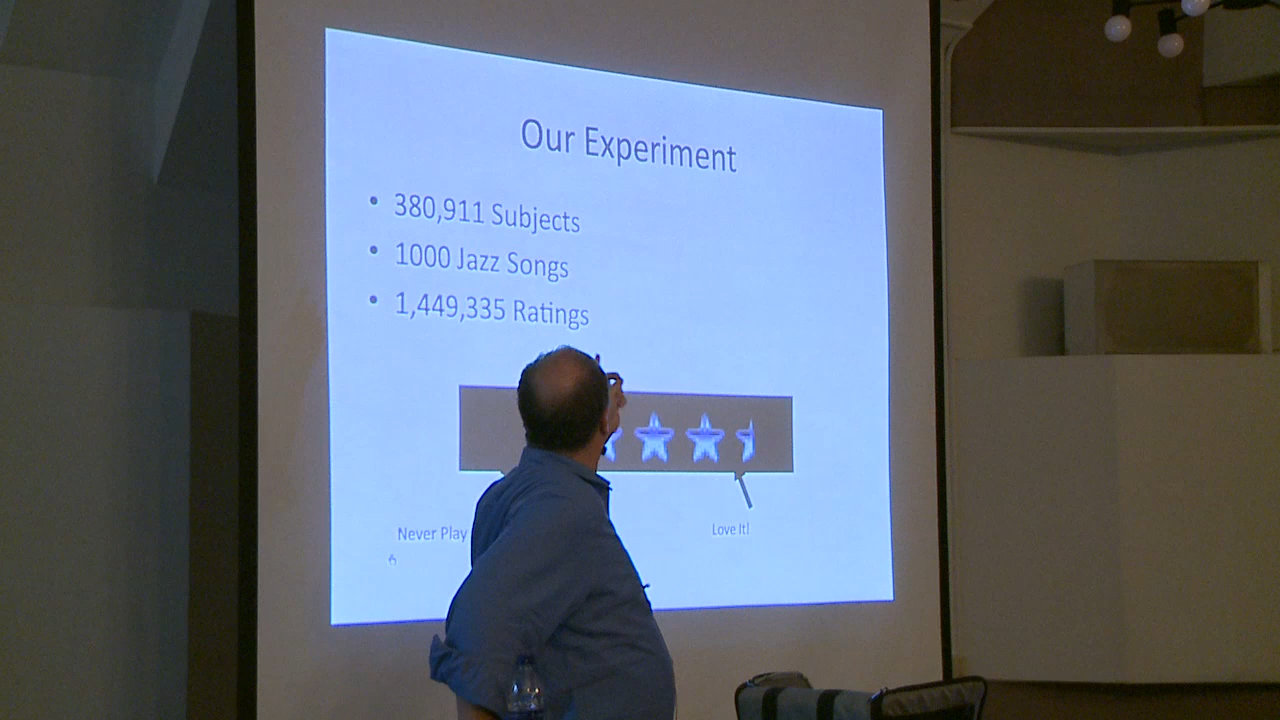 Our Experiment
• 380,911 Subjects
• 1000 Jazz Songs
• 1,449,335 Ratings
Never Play
Love It!